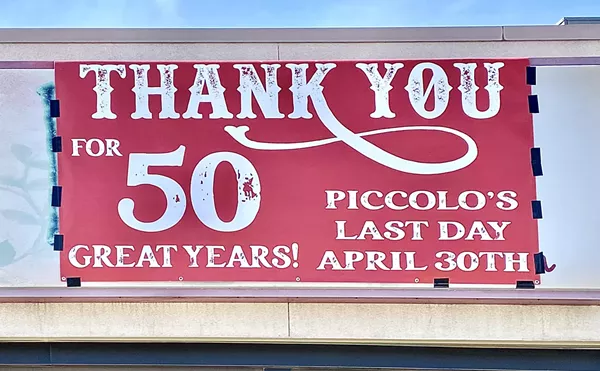 THANK YOU
FOR
50
GREAT YEARS!
PICCOLO'S
LAST DAY
APRIL 30TH